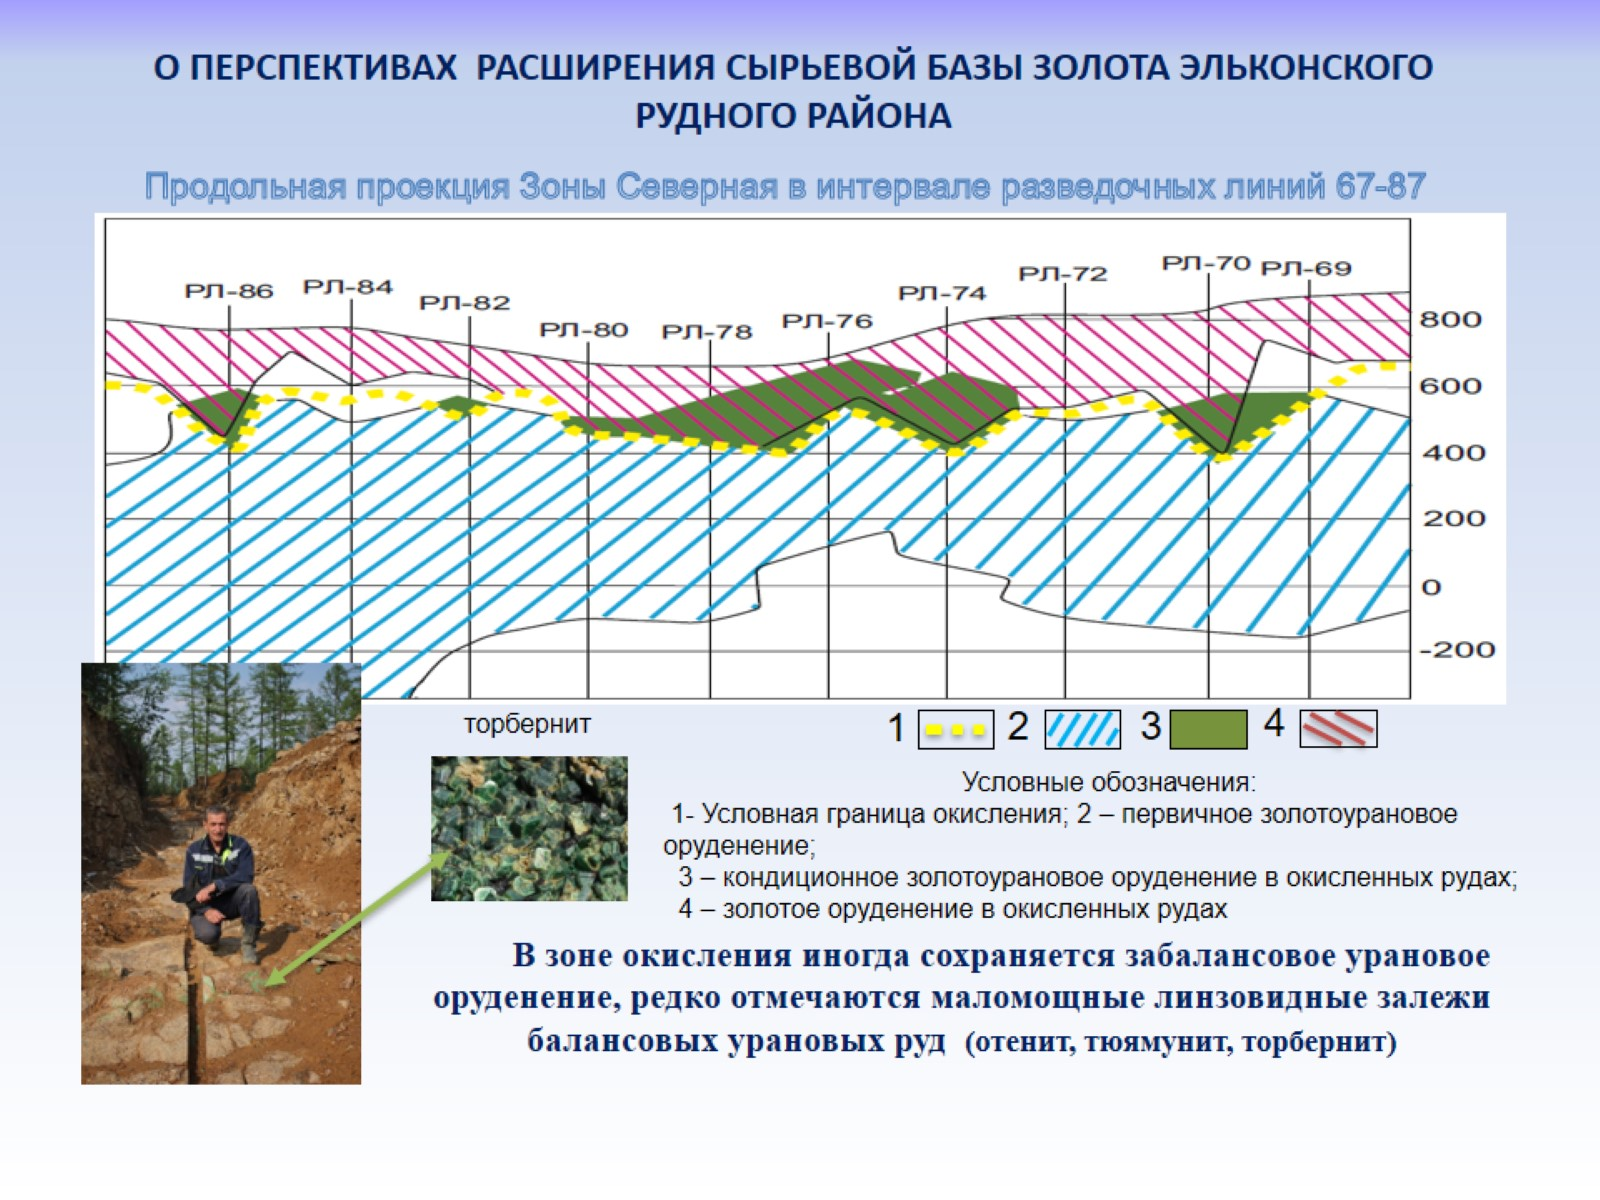 О ПЕРСПЕКТИВАХ РАСШИРЕНИЯ СЫРЬЕВОЙ БАЗЫ ЗОЛОТА ЭЛЬКОНСКОГО
РУДНОГО РАЙОНА
Продольная проекция Зоны Северная в интервале разведочных линий 67-87
РЛ-86
РЛ-84
РЛ-82
РЛ-80
РЛ-78
РЛ-76
РЛ-74
РЛ-72
РЛ-70
РЛ-69
800
600
400
200
0
-200
торбернит
1 2 3 4
Условные обозначения:
1- Условная граница окисления; 2 – первичное золотоурановое
оруденение;
3 – кондиционное золотоурановое оруденение в окисленных рудах;
4 – золотое оруденение в окисленных рудах
В зоне окисления иногда сохраняется забалансовое урановое
оруденение, редко отмечаются маломощные линзовидные залежи
балансовых урановых руд (отенит, тюямунит, торбернит)